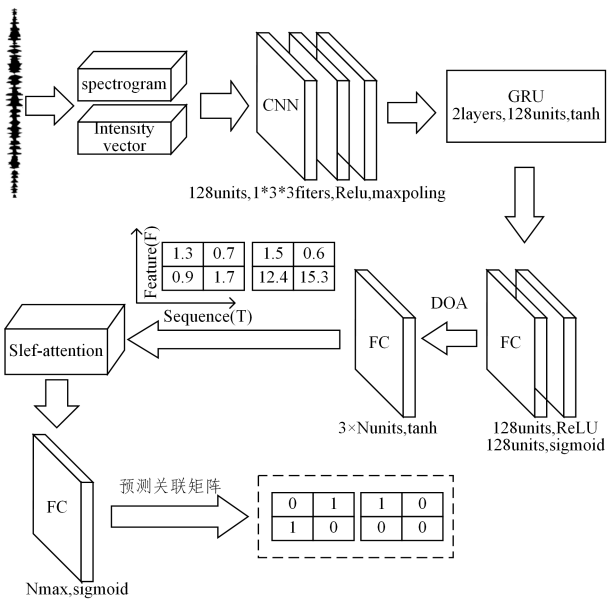 spectrogram
Intensity
vector
CNN
128units,1*3*3fiters,Relu,maxpoling
GRU
2layers,128units,tanh
Feature(F)
1.3 0.7 1.5 0.6
0.9 1.7 12.4 15.3
Sequence(T)
DOA
FC
128units,ReLU
128units,sigmoid
FC
3×Nunits,tanh
Slef-attention
FC
Nmax,sigmoid
预测关联矩阵
0 1 1 0
1 0 0 0